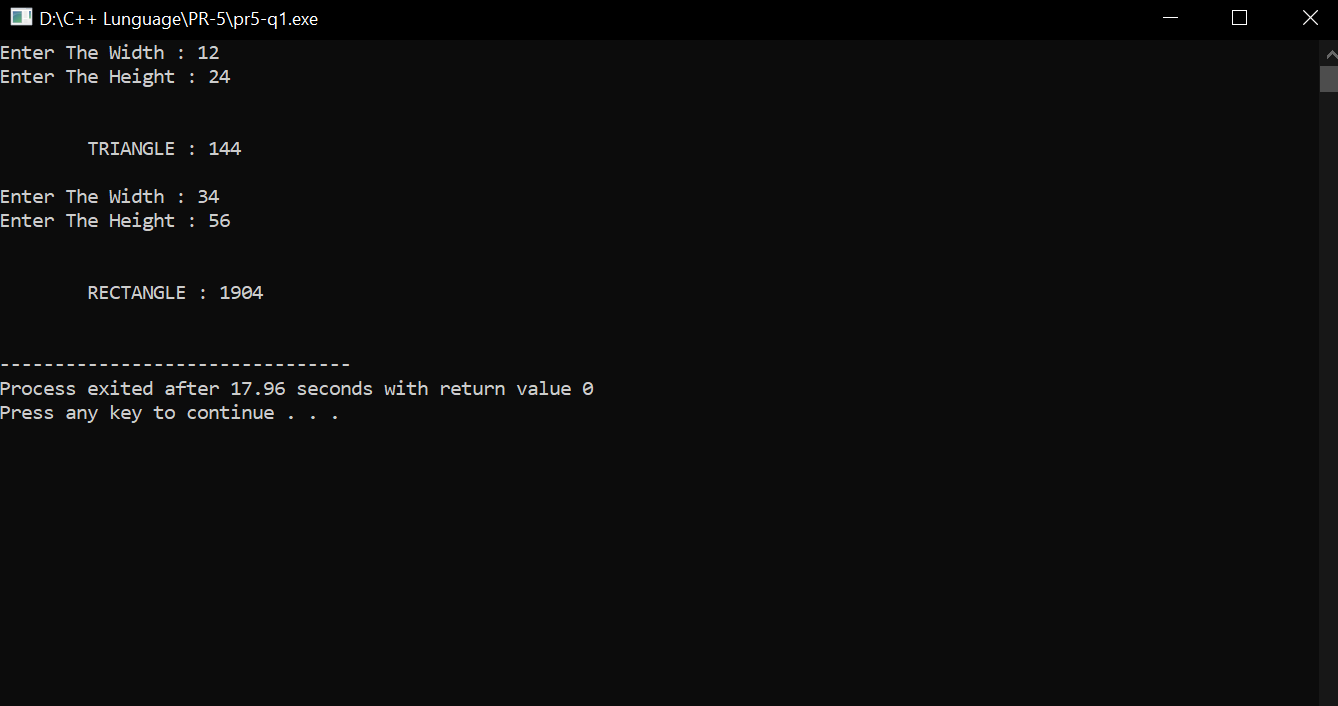 D:\C++ Lunguage\PR-5\pr5-q1.exe
Enter The Width : 12
Enter The Height : 24
TRIANGLE : 144
Enter The Width : 34
Enter The Height : 56
RECTANGLE : 1904
--------------------------------
Process exited after 17.96 seconds with return value 0
Press any key to continue . . .